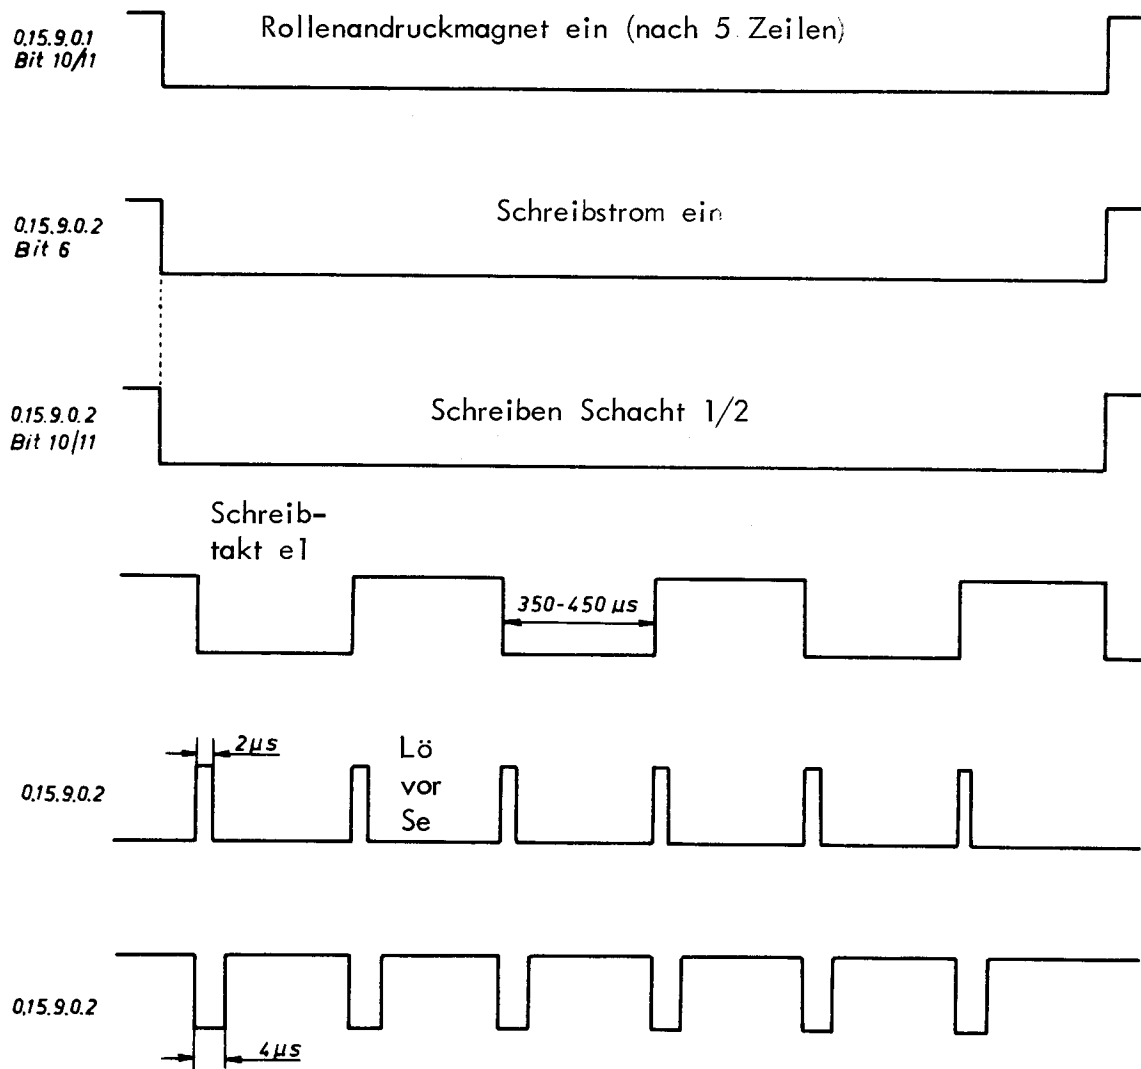 0.15.9.0.1
Bit 10/11
Rollenandruckmagnet ein (nach 5 Zeilen)
0.15.9.0.2
Bit 6
Schreibstrom ein
0.15.9.0.2
Bit 10/11
Schreiben Schacht 1/2
Schreib-
takt e1
350-450 µs
0.15.9.0.2
2µs
Lö
vor
Se
0.15.9.0.2
4µs